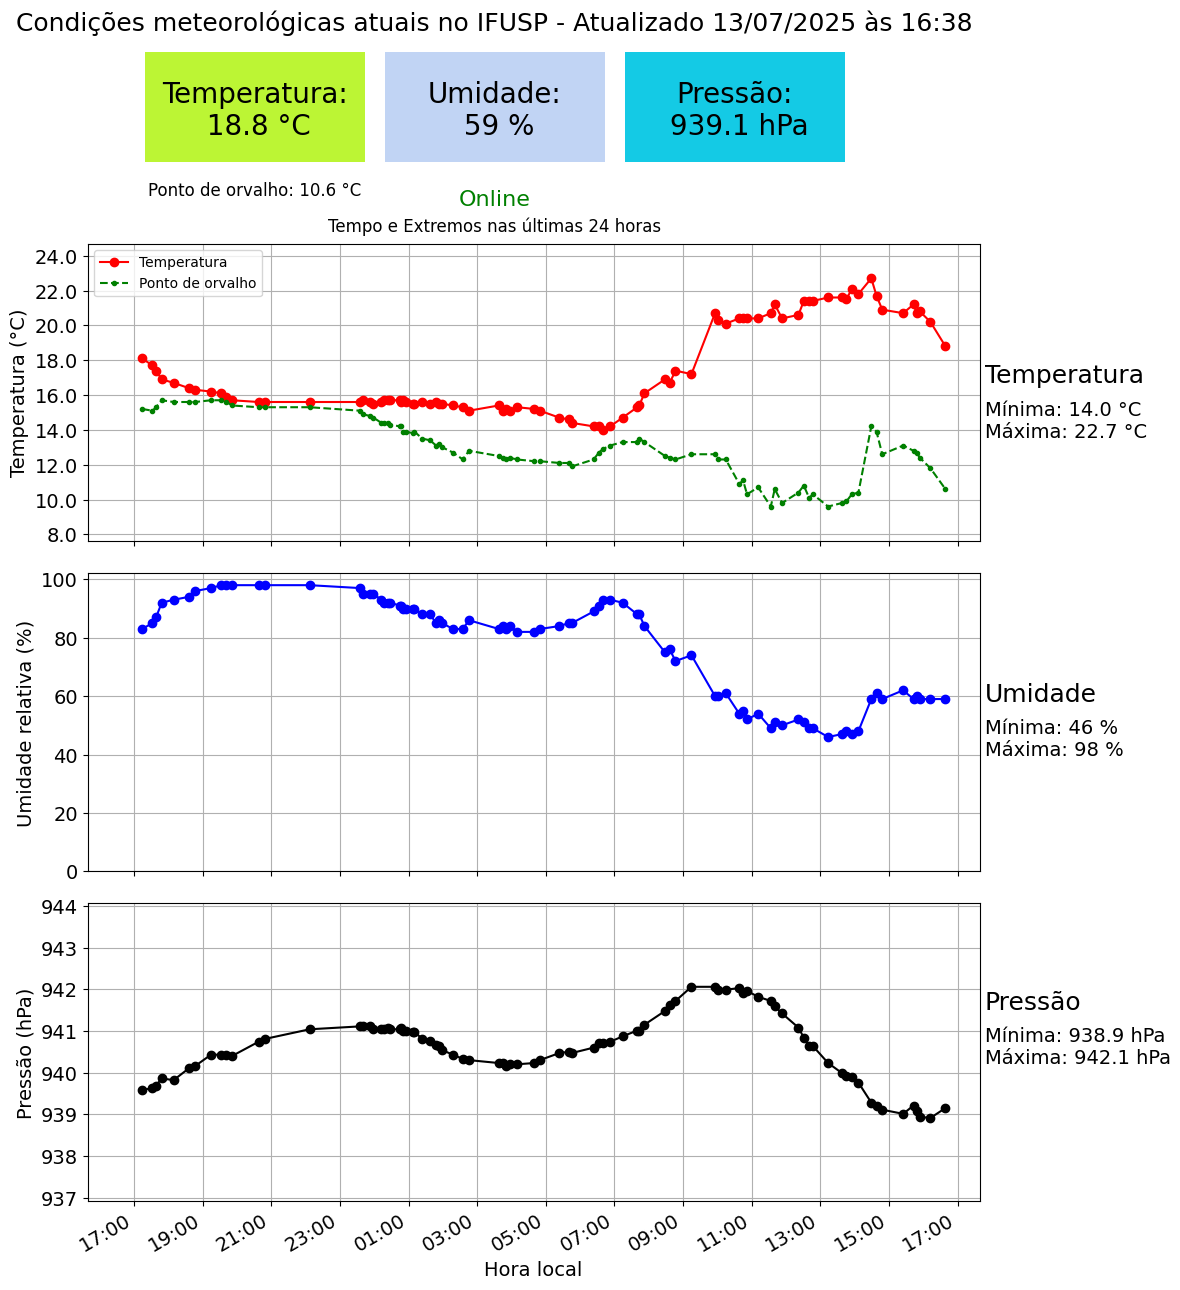 Condições meteorológicas atuais no IFUSP - Atualizado 13/07/2025 às 16:38
Temperatura:
18.8 °C
Umidade:
59 %
Pressão:
939.1 hPa
Ponto de orvalho: 10.6 °C
Online
Tempo e Extremos nas últimas 24 horas
Temperatura (°C)
24.0
22.0
20.0
18.0
16.0
14.0
12.0
10.0
8.0
Temperatura
Ponto de orvalho
Temperatura
Mínima: 14.0 °C
Máxima: 22.7 °C
Umidade relativa (%)
100
80
60
40
20
0
Umidade
Mínima: 46 %
Máxima: 98 %
Pressão (hPa)
944
943
942
941
940
939
938
937
Pressão
Mínima: 938.9 hPa
Máxima: 942.1 hPa
17:00
19:00
21:00
23:00
01:00
03:00
05:00
07:00
09:00
11:00
13:00
15:00
17:00
Hora local